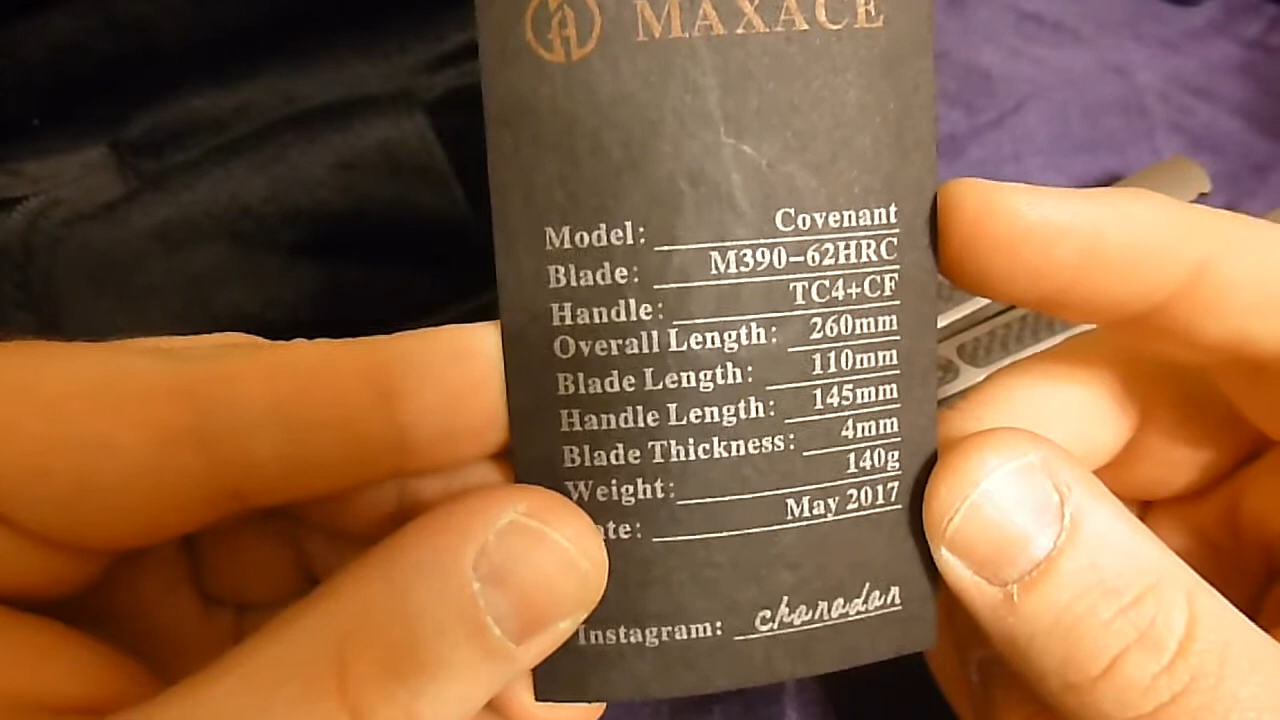 MAXACE
Model: Covenant
Blade: M390-62HRC
Handle: TC4+CF
Overall Length: 260mm
Blade Length: 110mm
Handle Length: 145mm
Blade Thickness: 4mm
Weight: 140g
te: May 2017
Instagram: chanadan